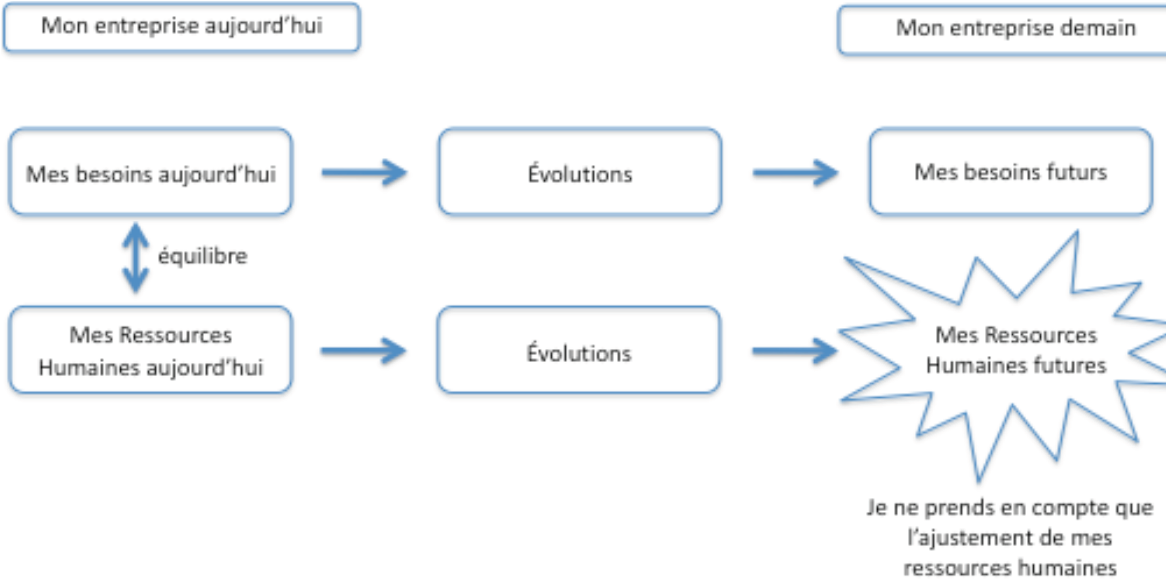 Mon entreprise aujourd’hui
Mon entreprise demain
Mes besoins aujourd’hui
Évolutions
Mes besoins futurs
équilibre
Mes Ressources
Humaines aujourd’hui
Évolutions
Mes Ressources
Humaines futures
Je ne prends en compte que
l’ajustement de mes
ressources humaines